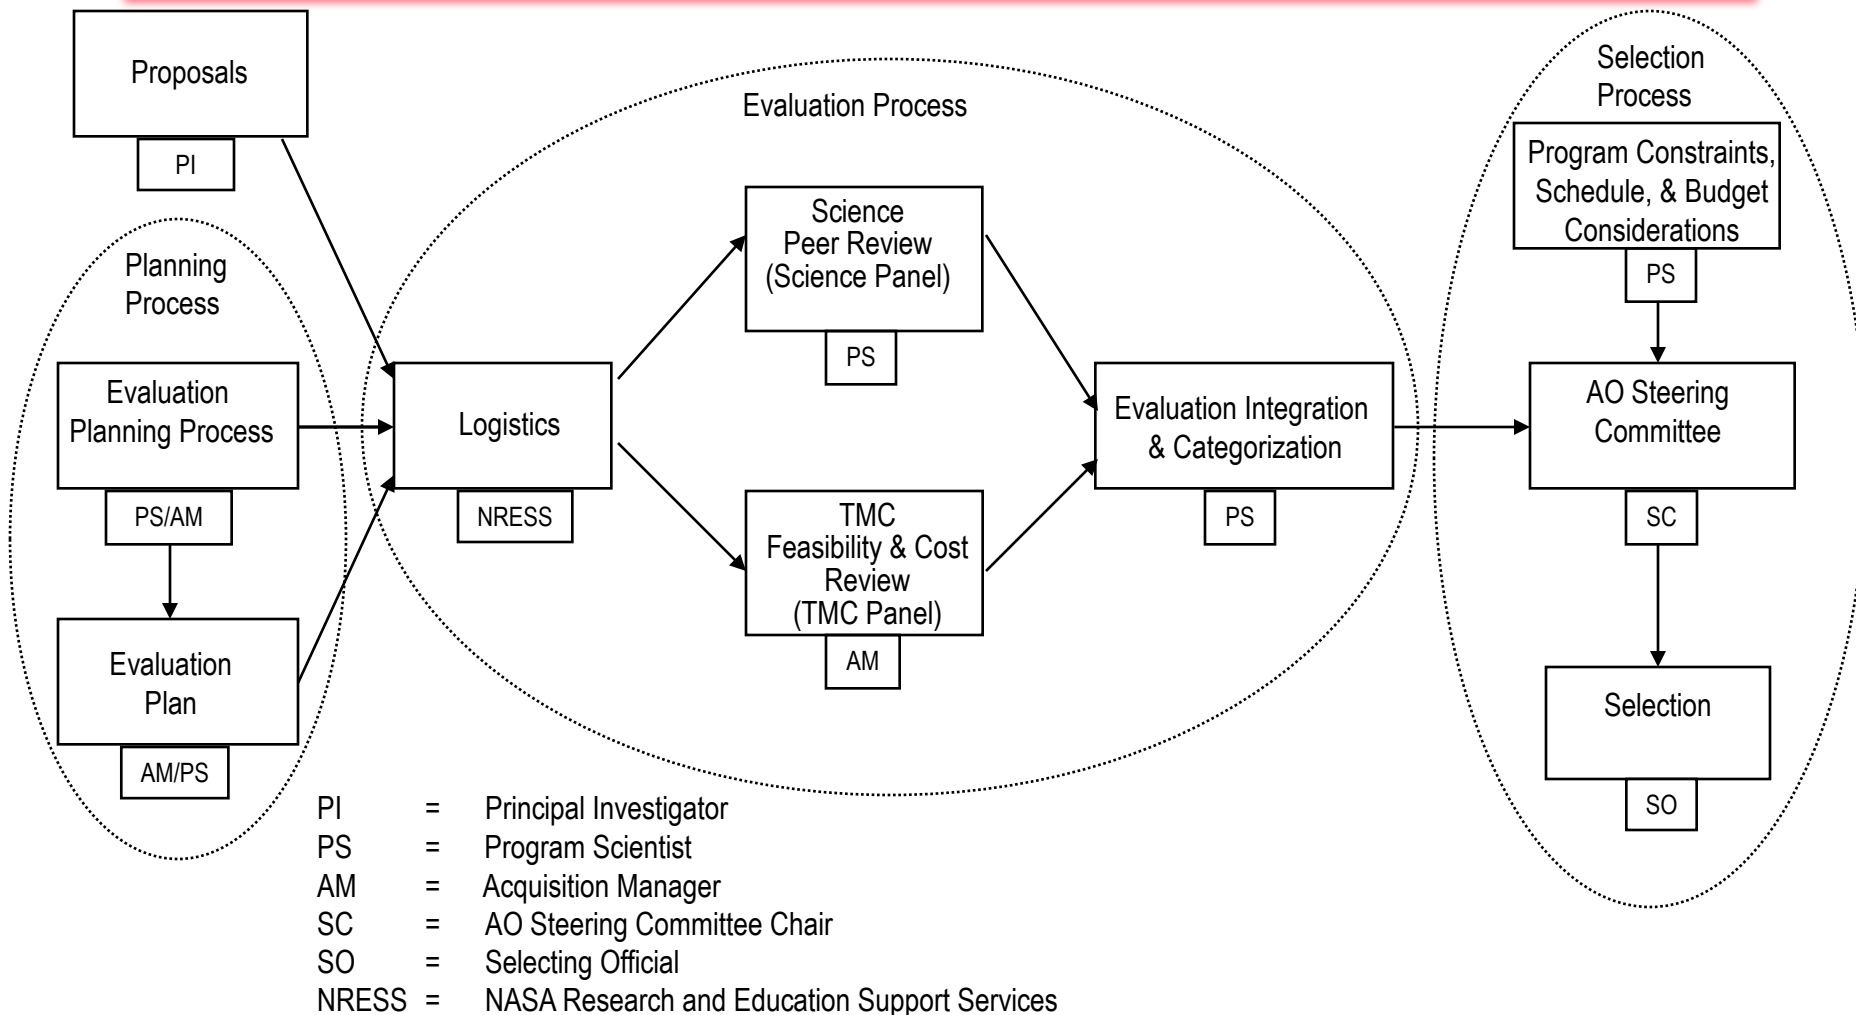 Proposals
PI
Planning
Process
Evaluation
Planning Process
PS/AM
Evaluation
Plan
AM/PS
Evaluation Process
Logistics
NRESS
Science
Peer Review
(Science Panel)
PS
TMC
Feasibility & Cost
Review
(TMC Panel)
AM
Evaluation Integration
& Categorization
PS
Selection
Process
Program Constraints,
Schedule, & Budget
Considerations
PS
AO Steering
Committee
SC
Selection
SO
PI = Principal Investigator
PS = Program Scientist
AM = Acquisition Manager
SC = AO Steering Committee Chair
SO = Selecting Official
NRESS = NASA Research and Education Support Services